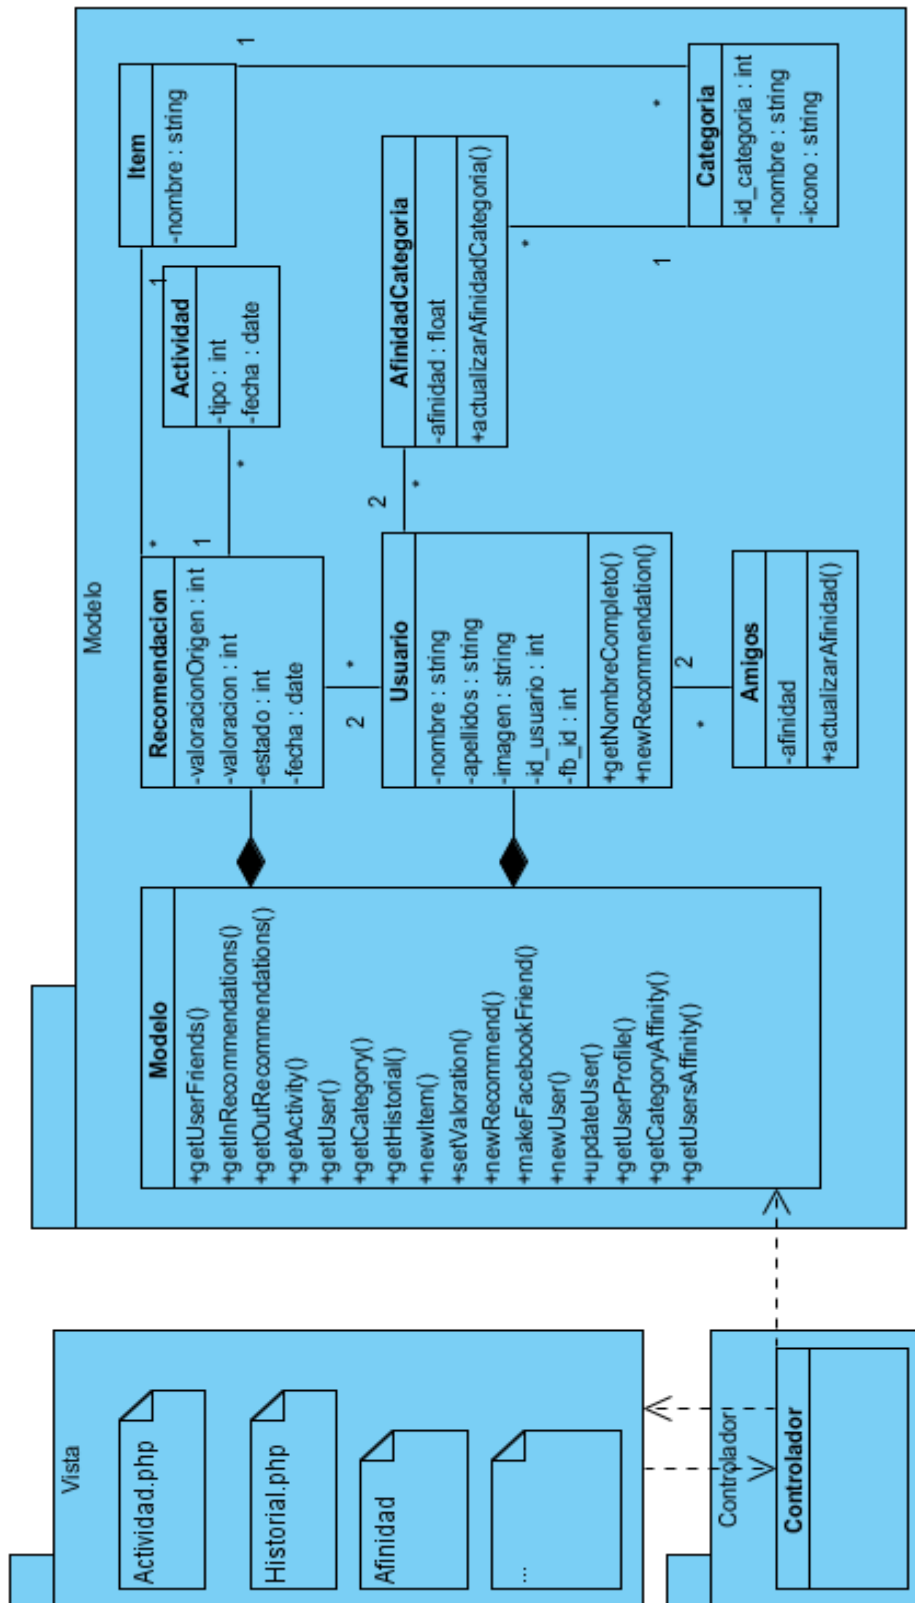 Vista
Actividad.php
Historial.php
Afinidad
...
Controlador
Controlador
Modelo
Modelo
+getUserFriends()
+getInRecommendations()
+getOutRecommendations()
+getActivity()
+getUser()
+getCategory()
+getHistorial()
+newItem()
+setValoration()
+newRecommend()
+makeFacebookFriend()
+newUser()
+updateUser()
+getUserProfile()
+getCategoryAffinity()
+getUsersAffinity()
Recomendacion
-valoracionOrigen : int
-valoracion : int
-estado : int
-fecha : date
*
1
*
1
Actividad
-tipo : int
-fecha : date
Item
-nombre : string
1
*
2
*
Usuario
-nombre : string
-apellidos : string
-imagen : string
-id_usuario : int
-fb_id : int
+getNombreCompleto()
+newRecommendation()
2
*
AfinidadCategoria
-afinidad : float
+actualizarAfinidadCategoria()
*
1
Categoria
-id_categoria : int
-nombre : string
-icono : string
2
*
Amigos
-afinidad
+actualizarAfinidad()